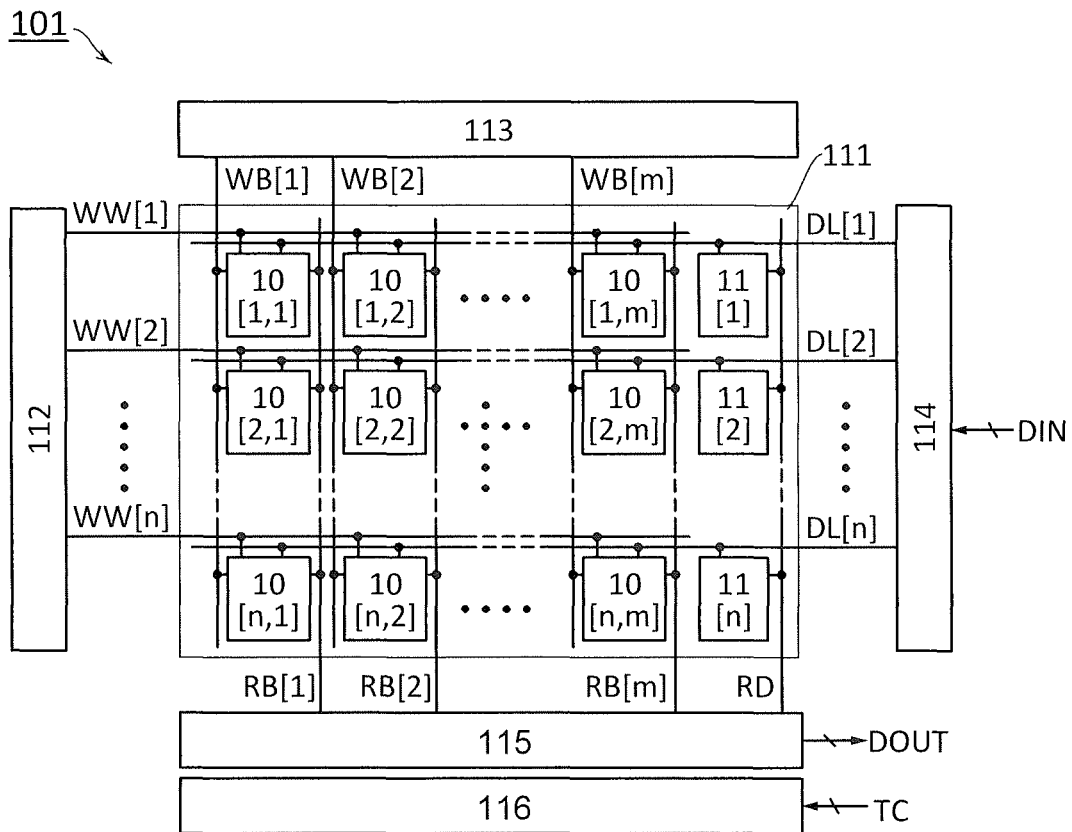 101
113
111
WB[1] WB[2] WB[m]
WW[1] DL[1]
10 [1,1]
10 [1,2]
10 [1,m]
11 [1]
WW[2] DL[2]
10 [2,1]
10 [2,2]
10 [2,m]
11 [2]
112
114
DIN
WW[n] DL[n]
10 [n,1]
10 [n,2]
10 [n,m]
11 [n]
RB[1] RB[2] RB[m] RD
115
DOUT
116
TC